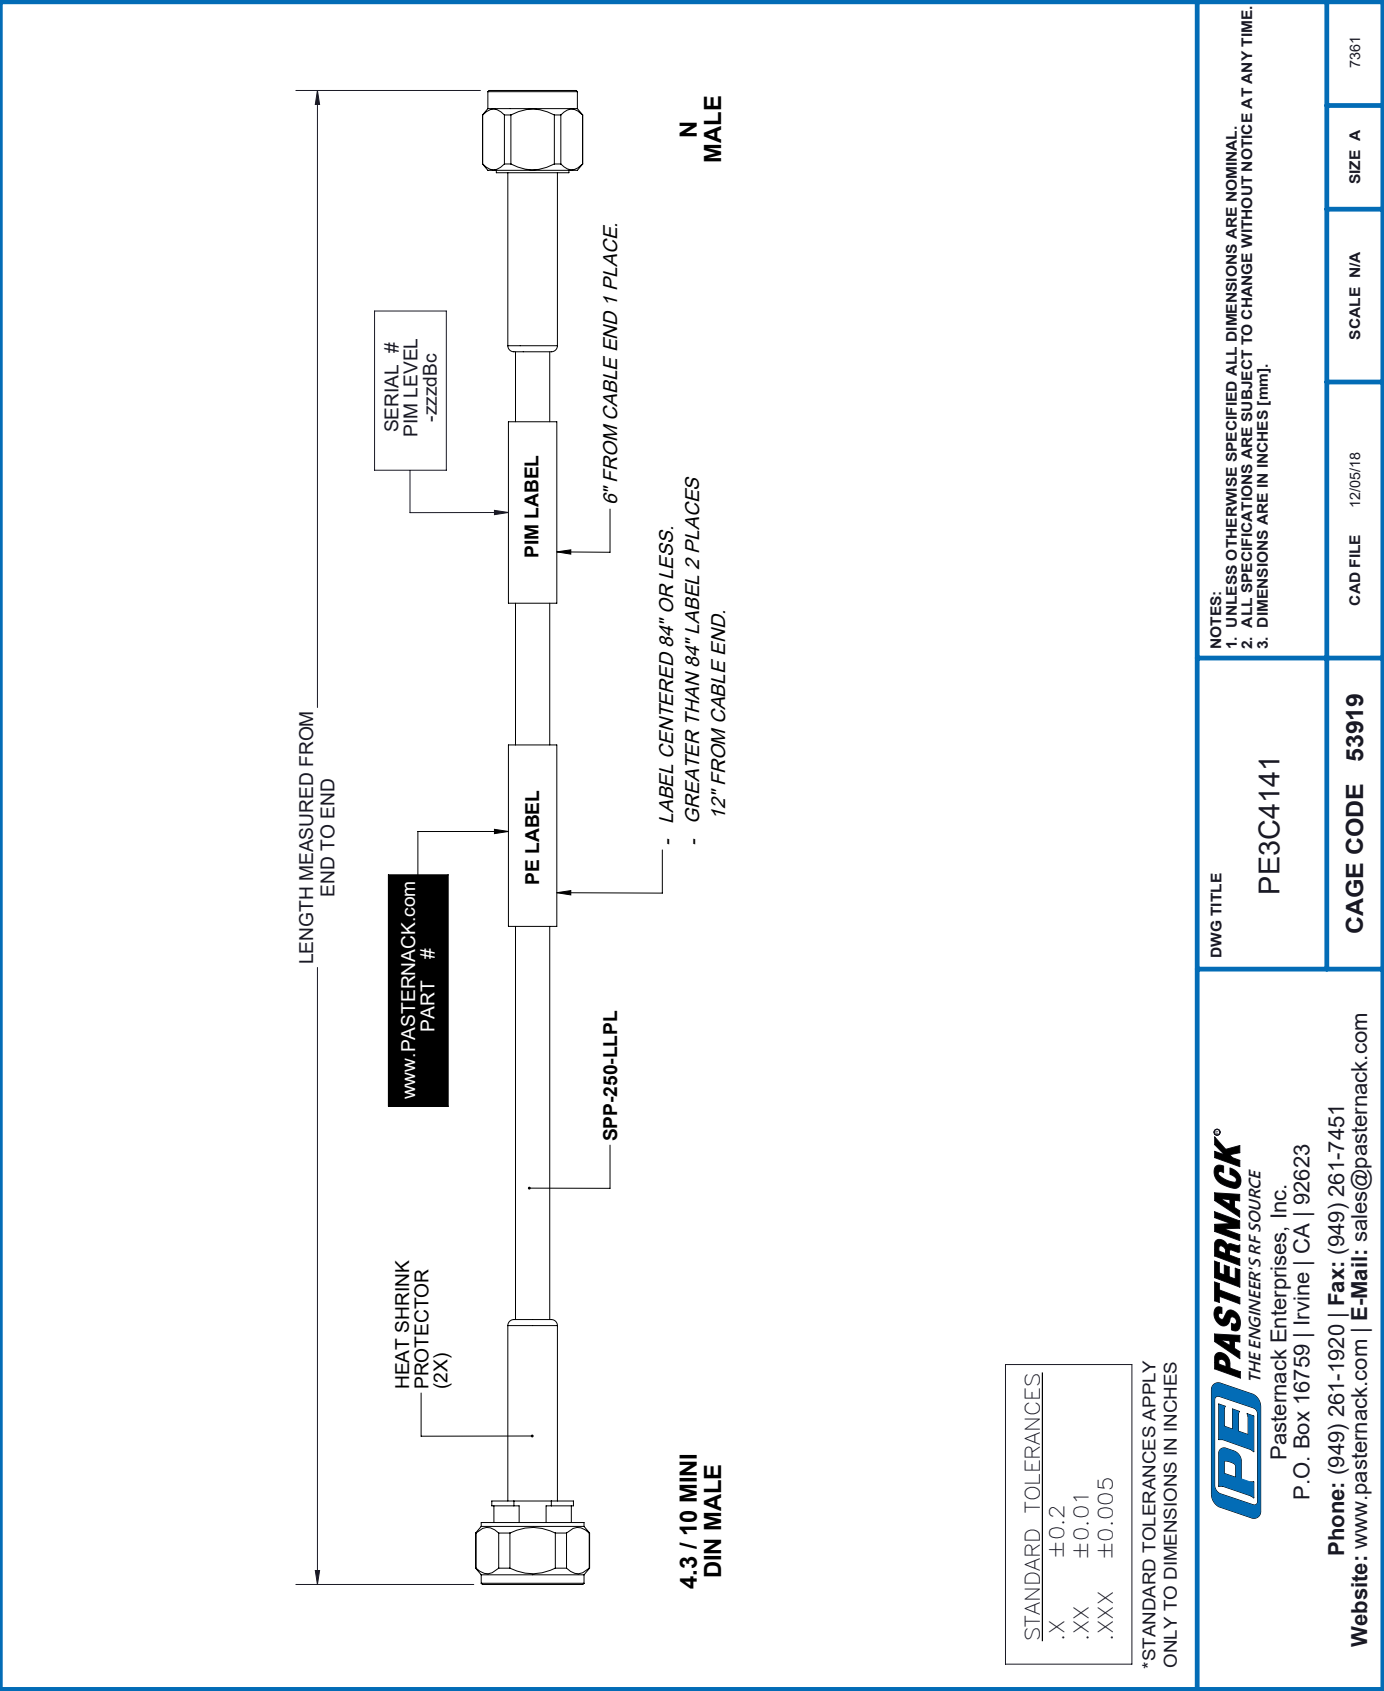 LENGTH MEASURED FROM
END TO END
HEAT SHRINK
PROTECTOR
(2X)
www.PASTERNACK.com
PART #
SERIAL #
PIM LEVEL
-zzzdBc
PE LABEL
PIM LABEL
SPP-250-LLPL
6" FROM CABLE END 1 PLACE.
- LABEL CENTERED 84" OR LESS.
- GREATER THAN 84" LABEL 2 PLACES
12" FROM CABLE END.
4.3 / 10 MINI
DIN MALE
N
MALE
STANDARD TOLERANCES
.X ±0.2
.XX ±0.01
.XXX ±0.005
*STANDARD TOLERANCES APPLY
ONLY TO DIMENSIONS IN INCHES
PE PASTERNACK®
THE ENGINEER'S RF SOURCE
Pasternack Enterprises, Inc.
P.O. Box 16759 | Irvine | CA | 92623
Phone: (949) 261-1920 | Fax: (949) 261-7451
Website: www.pasternack.com | E-Mail: sales@pasternack.com
DWG TITLE
PE3C4141
NOTES:
1. UNLESS OTHERWISE SPECIFIED ALL DIMENSIONS ARE NOMINAL.
2. ALL SPECIFICATIONS ARE SUBJECT TO CHANGE WITHOUT NOTICE AT ANY TIME.
3. DIMENSIONS ARE IN INCHES [mm].
CAGE CODE 53919
CAD FILE 12/05/18
SCALE N/A
SIZE A
7361